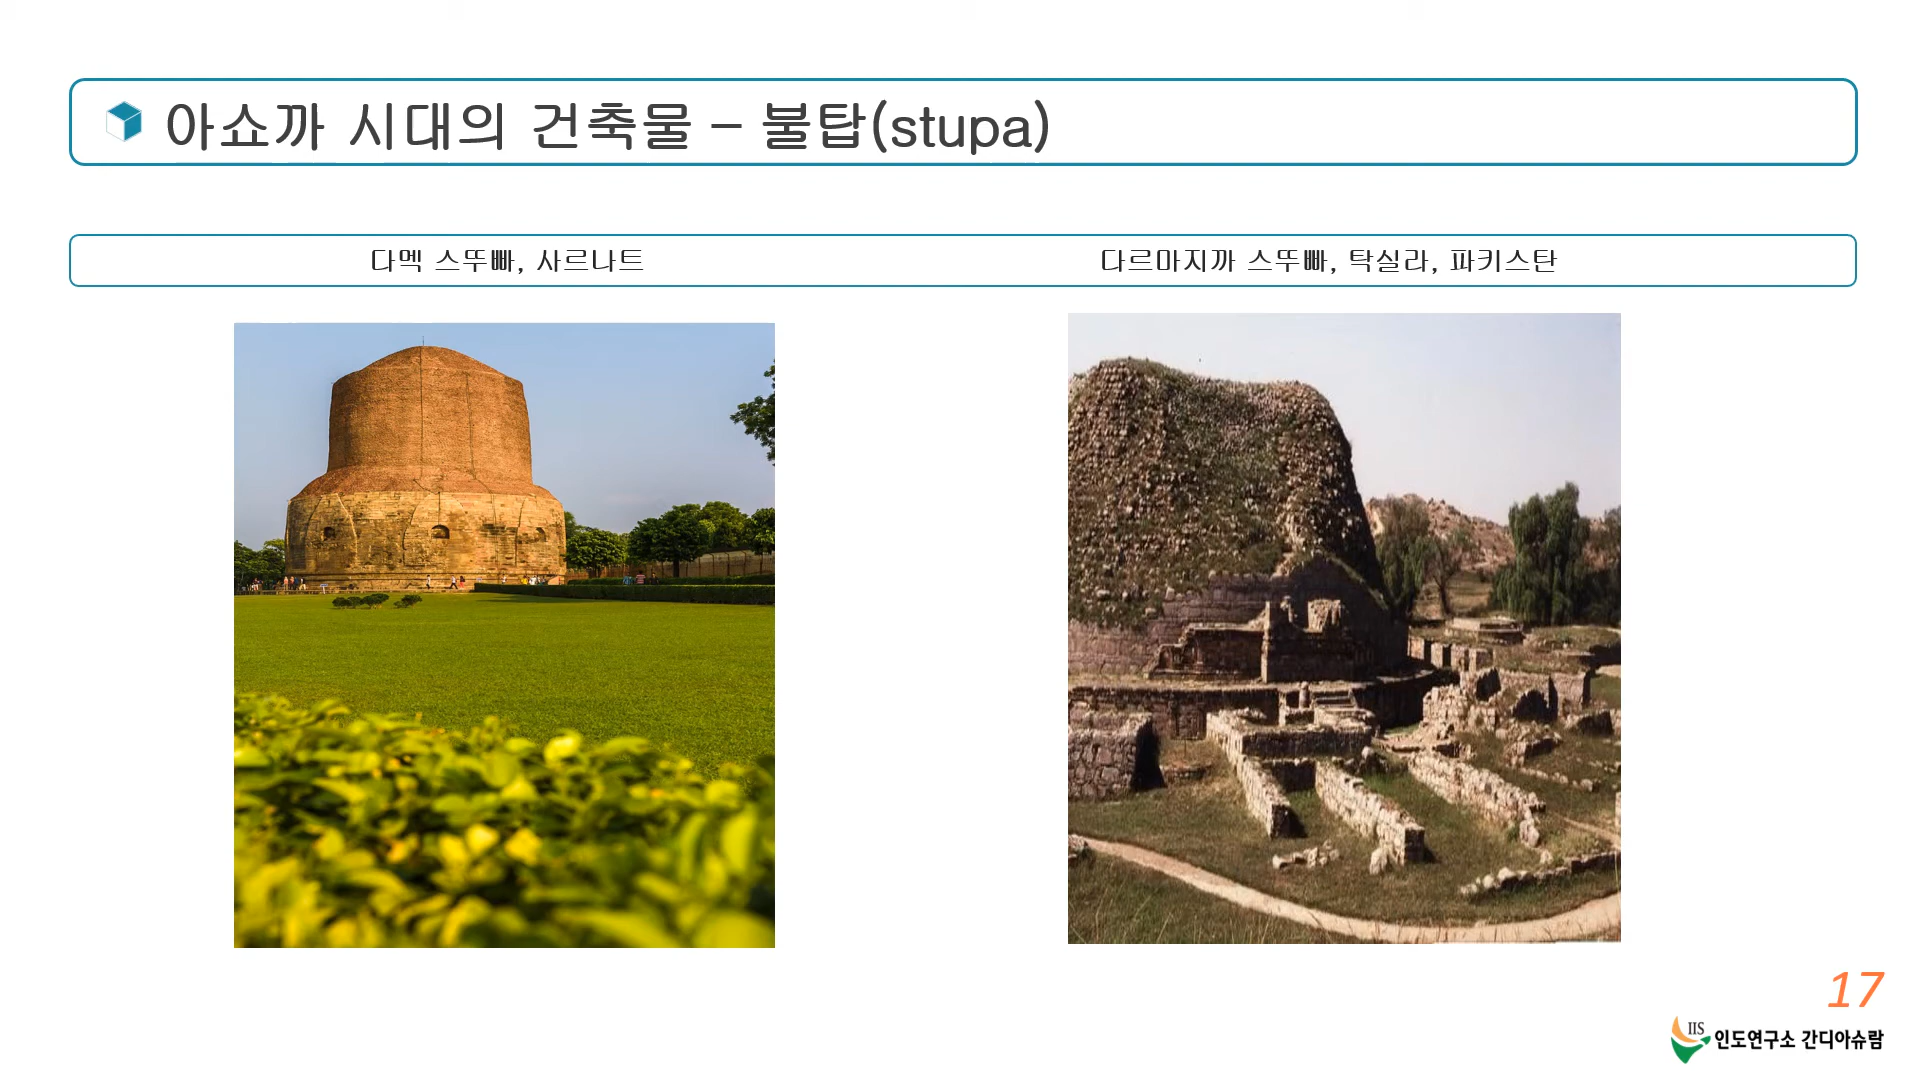 아쇼까 시대의 건축물 – 불탑(stupa)
다멕 스뚜빠, 사르나트
다르마지까 스뚜빠, 탁실라, 파키스탄
17
IIS 인도연구소 간디아슈람